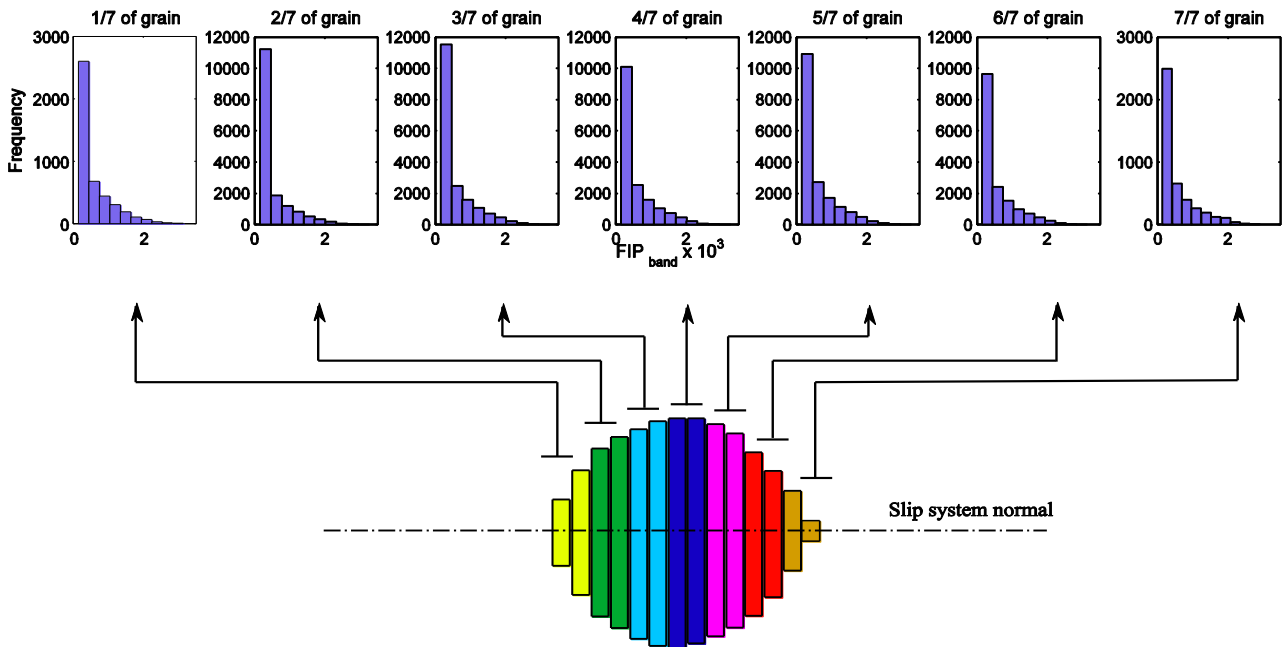 1/7 of grain 2/7 of grain 3/7 of grain 4/7 of grain 5/7 of grain 6/7 of grain 7/7 of grain
3000 12000 12000 12000 12000 12000 3000
10000 10000 10000 10000 10000
2000 8000 8000 8000 8000 8000 2000
Frequency
6000 6000 6000 6000 6000
1000 4000 4000 4000 4000 4000 1000
2000 2000 2000 2000 2000
0 0 0 0 0 0 0
0 2 0 2 0 2 0 2 0 2 0 2 0 2
FIP band x 10³
Slip system normal